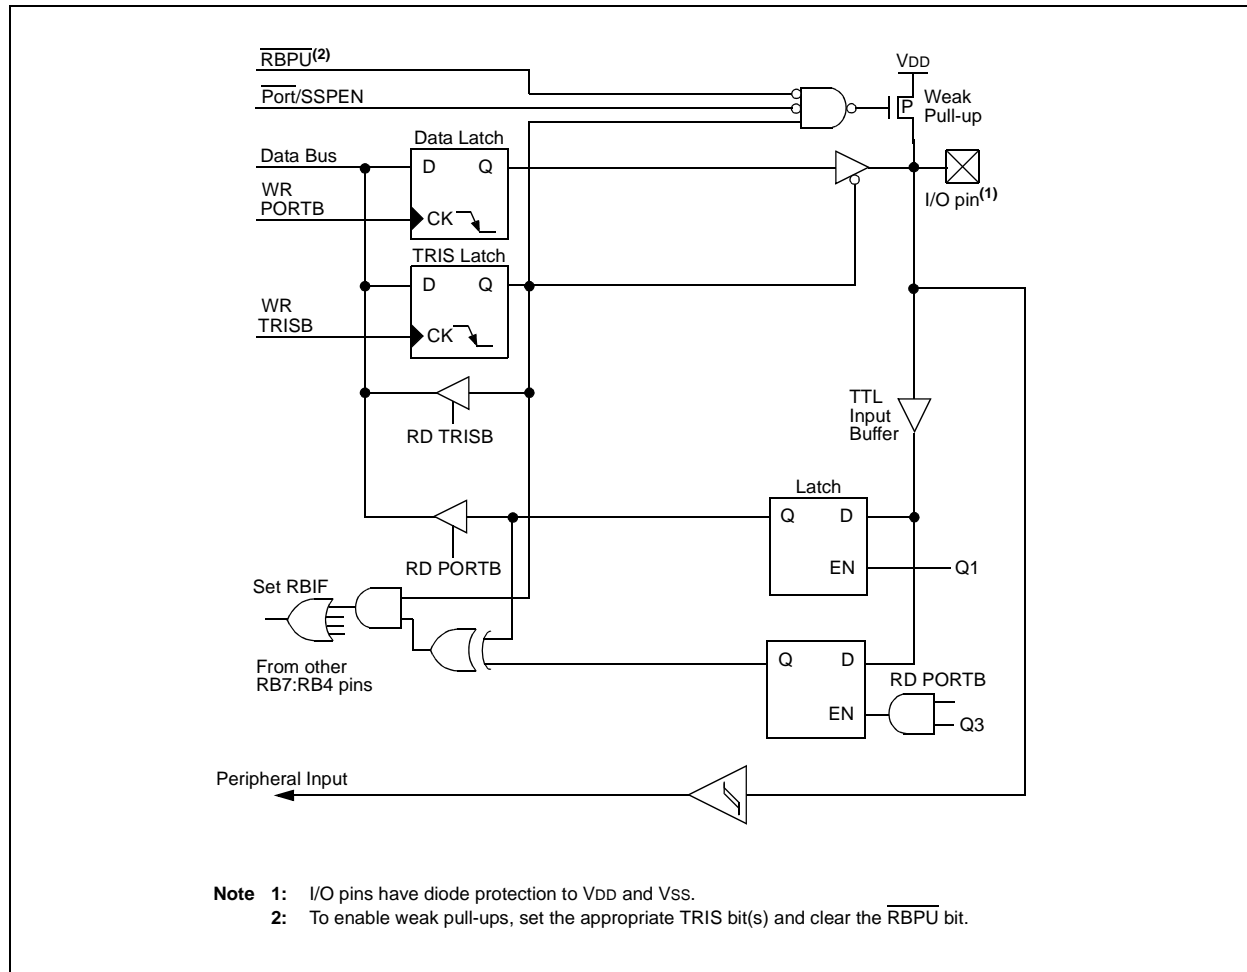 RBPU(2)
VDD
Port/SSPEN
P
Weak
Pull-up
Data Latch
Data Bus
D Q
WR
PORTB
CK
I/O pin(1)
TRIS Latch
D Q
WR
TRISB
CK
TTL
Input
Buffer
RD TRISB
Latch
Q D
EN
Q1
RD PORTB
Set RBIF
Q D
From other
RB7:RB4 pins
RD PORTB
EN
Q3
Peripheral Input
Note 1: I/O pins have diode protection to VDD and VSS.
2: To enable weak pull-ups, set the appropriate TRIS bit(s) and clear the RBPU bit.